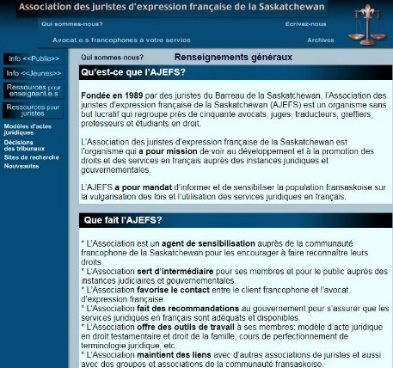 Association des juristes d'expression française de la Saskatchewan
Qui sommes-nous?
Écrivez-nous
Avocat.e.s francophones à votre service
Archives
Info <<Public>>
Qui sommes-nous?
Renseignements généraux
Info <<Jeunes>>
Ressources pour
enseignant.e.s
Ressources pour
juristes
Modèles d'actes
juridiques
Décisions
des tribunaux
Sites de recherche
Nouveautés
Qu'est-ce que l'AJEFS?
Fondée en 1989 par des juristes du Barreau de la Saskatchewan, l'Association des
juristes d'expression française de la Saskatchewan (AJEFS) est un organisme sans
but lucratif qui regroupe près de cinquante avocats, juges, traducteurs, greffiers,
professeurs et étudiants en droit.
L'Association des juristes d'expression française de la Saskatchewan est
l'organisme qui a pour mission de voir au développement et à la promotion des
droits et des services en français auprès des instances juridiques et
gouvernementales.
L'AJEFS a pour mandat d'informer et de sensibiliser la population fransaskoise sur
la vulgarisation des lois et l'utilisation des services juridiques en français.
Que fait l'AJEFS?
* L'Association est un agent de sensibilisation auprès de la communauté
francophone de la Saskatchewan pour les encourager à faire reconnaître leurs
droits.
* L'Association sert d'intermédiaire pour ses membres et pour le public auprès des
instances judiciaires et gouvernementales.
* L'Association favorise le contact entre le client francophone et l'avocat
d'expression française.
* L'Association fait des recommandations au gouvernement pour s'assurer que les
services juridiques en français sont adéquats et disponibles.
* L'Association offre des outils de travail à ses membres: modèle d'acte juridique
en droit testamentaire et droit de la famille, cours de perfectionnement de
terminologie juridique, etc.
* L'Association maintient des liens avec d'autres associations de juristes et aussi
avec des groupes et associations de la communauté fransaskoise.